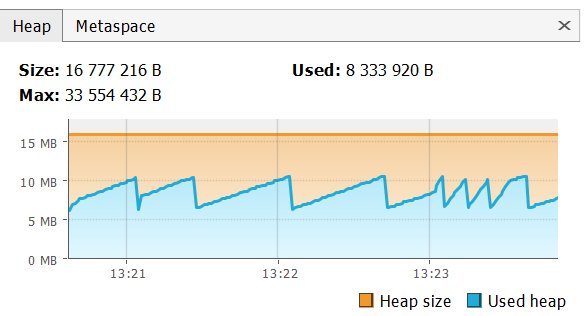 Heap Metaspace
Size: 16 777 216 B Used: 8 333 920 B
Max: 33 554 432 B
15 MB
10 MB
5 MB
0 MB
13:21 13:22 13:23
Heap size Used heap